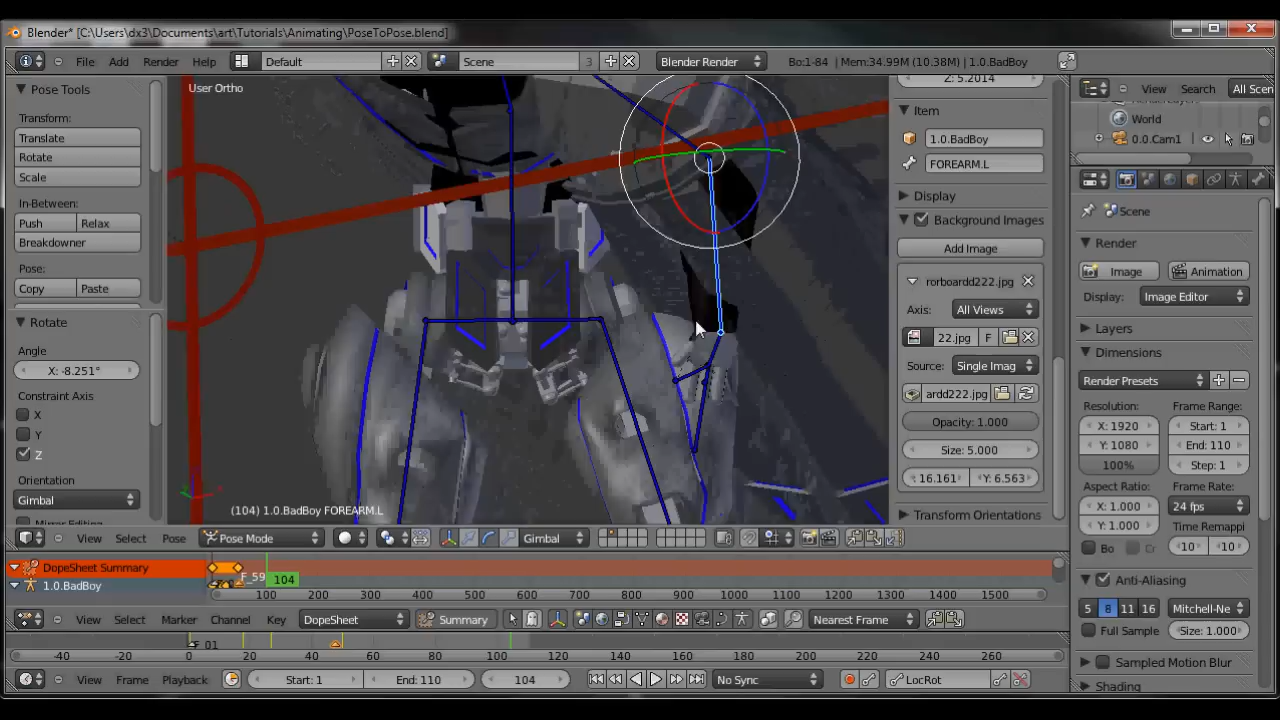 Blender* [C:\Users\dx3\Documents\art\Tutorials\Animating\PoseToPose.blend]
File Add Render Help Default Scene 3 Blender Render Bo:1-84 | Mem:34.99M (10.38M) | 1.0.BadBoy
Pose Tools
Transform:
Translate
Rotate
Scale
In-Between:
Push Relax
Breakdowner
Pose:
Copy Paste
Rotate
Angle
X: -8.251°
Constraint Axis
X
Y
Z
Orientation
Gimbal
User Ortho
(104) 1.0.BadBoy FOREARM.L
Z: 5.2014
Item
1.0.BadBoy
FOREARM.L
Display
Background Images
Add Image
rorboardd222.jpg
Axis: All Views
22.jpg F
Source: Single Imag
ardd222.jpg
Opacity: 1.000
Size: 5.000
16.161 Y: 6.563
Transform Orientations
View Search All Scen
World
0.0.Cam1
Scene
Render
Image Animation
Display: Image Editor
Layers
Dimensions
Render Presets
Resolution: Frame Range:
X: 1920 Start: 1
Y: 1080 End: 110
100% Step: 1
Aspect Ratio: Frame Rate:
X: 1.000 24 fps
Y: 1.000 Time Remappi
Bo Cr 10 10
Anti-Aliasing
5 8 11 16 Mitchell-Ne
Full Sample Size: 1.000
Sampled Motion Blur
Shading
View Select Pose Pose Mode Gimbal
DopeSheet Summary
1.0.BadBoy
F_59
104
100 200 300 400 500 600 700 800 900 1000 1100 1200 1300 1400 1500
View Select Marker Channel Key DopeSheet Summary Nearest Frame
F_01
-40 -20 0 20 40 60 80 100 120 140 160 180 200 220 240 260
View Frame Playback Start: 1 End: 110 104 No Sync LocRot